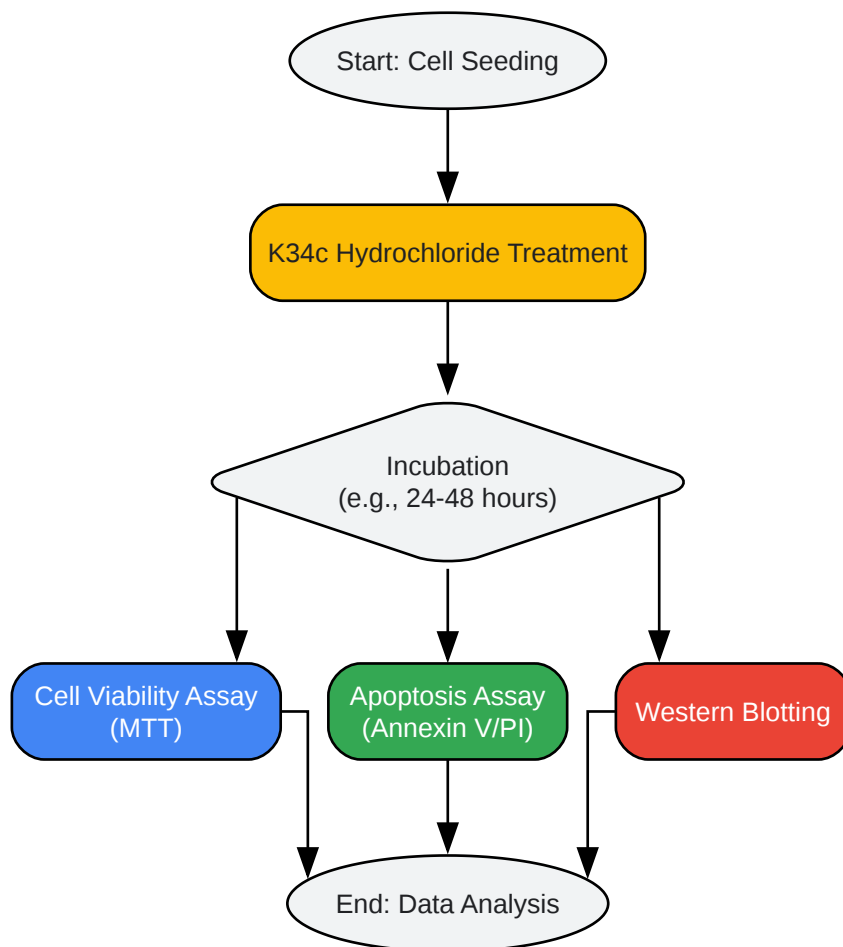 Start: Cell Seeding
K34c Hydrochloride Treatment
Incubation
(e.g., 24-48 hours)
Cell Viability Assay
(MTT)
Apoptosis Assay
(Annexin V/PI)
Western Blotting
End: Data Analysis